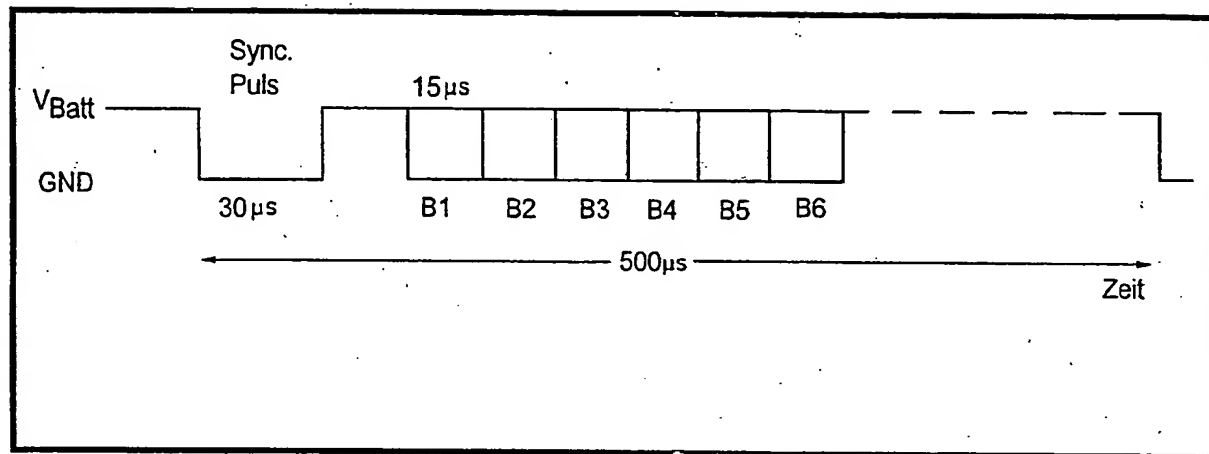 Sync.
Puls
15µs
VBatt
GND
30µs
B1 B2 B3 B4 B5 B6
500µs
Zeit